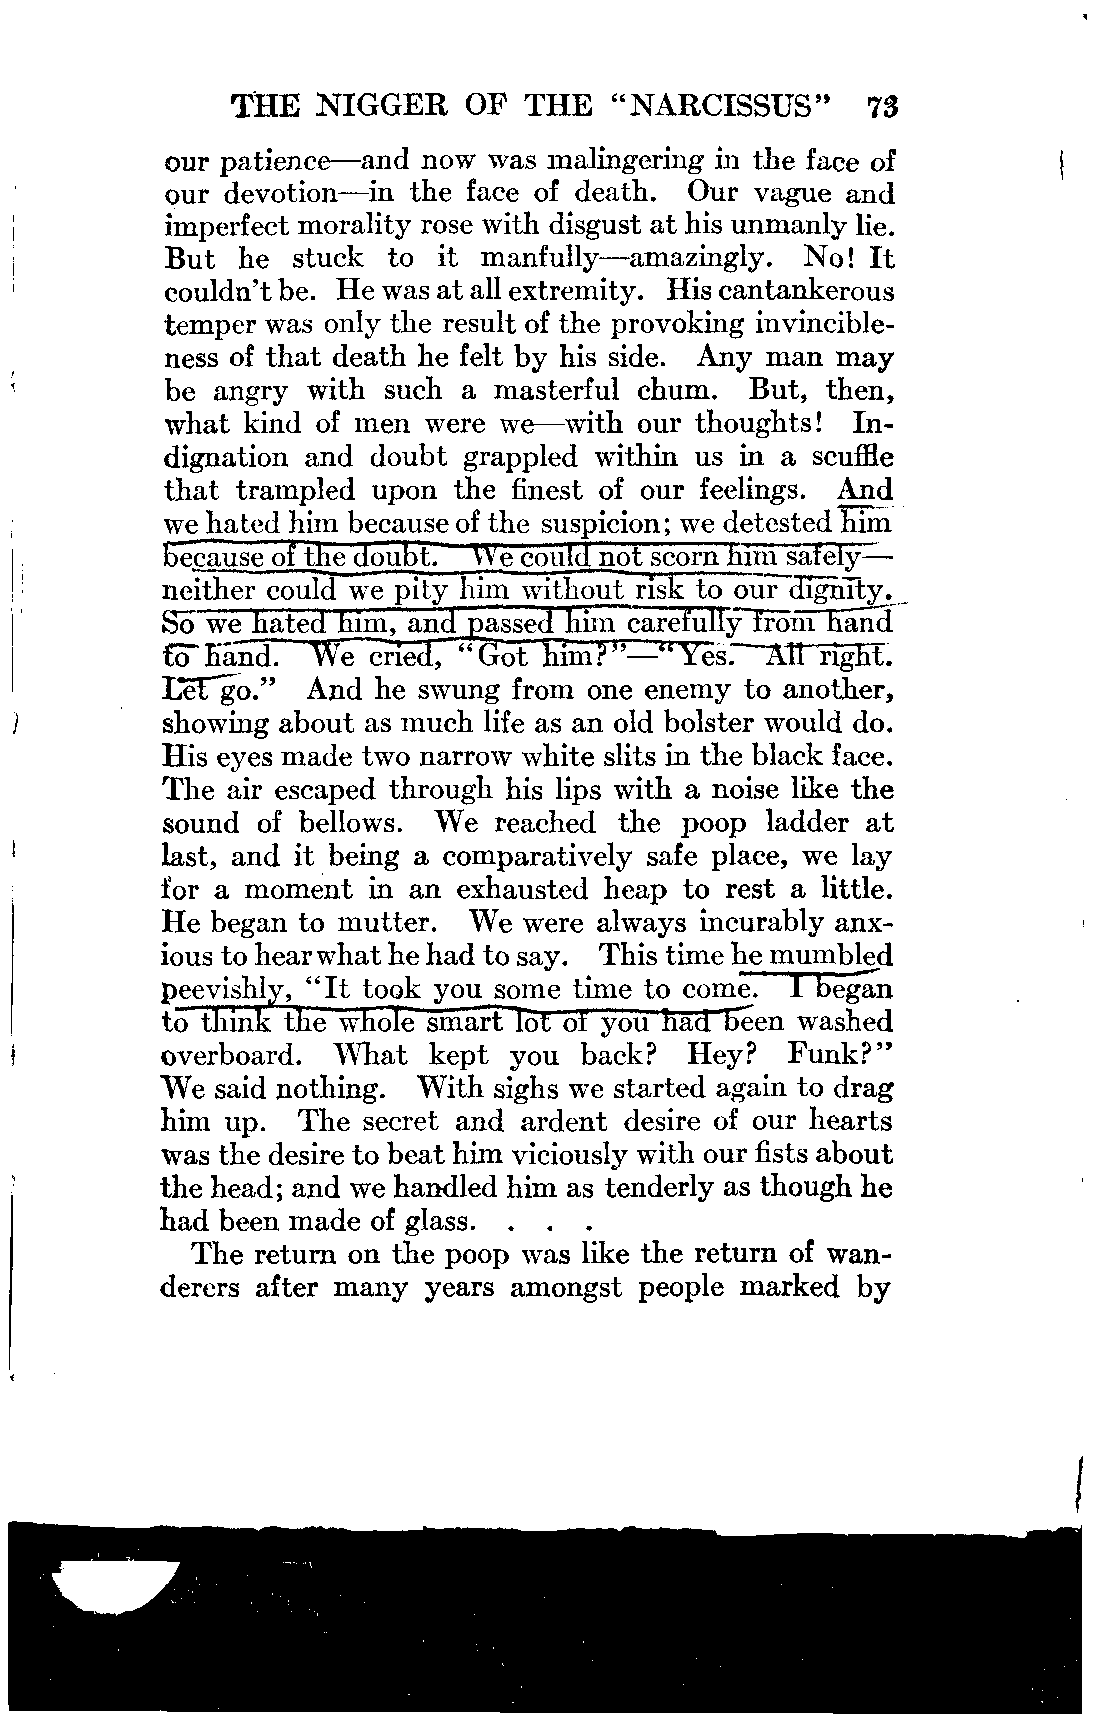 THE NIGGER OF THE "NARCISSUS" 73
our patience—and now was malingering in the face of
our devotion—in the face of death. Our vague and
imperfect morality rose with disgust at his unmanly lie.
But he stuck to it manfully—amazingly. No! It
couldn't be. He was at all extremity. His cantankerous
temper was only the result of the provoking invincible-
ness of that death he felt by his side. Any man may
be angry with such a masterful chum. But, then,
what kind of men were we—with our thoughts! In-
dignation and doubt grappled within us in a scuffle
that trampled upon the finest of our feelings. And
we hated him because of the suspicion; we detested him
because of the doubt. We could not scorn him safely—
neither could we pity him without risk to our dignity.
So we hated him, and passed him carefully from hand
to hand. We cried, "Got him?"—"Yes. All right.
Let go." And he swung from one enemy to another,
showing about as much life as an old bolster would do.
His eyes made two narrow white slits in the black face.
The air escaped through his lips with a noise like the
sound of bellows. We reached the poop ladder at
last, and it being a comparatively safe place, we lay
for a moment in an exhausted heap to rest a little.
He began to mutter. We were always incurably anx-
ious to hear what he had to say. This time he mumbled
peevishly, "It took you some time to come. I began
to think the whole smart lot of you had been washed
overboard. What kept you back? Hey? Funk?"
We said nothing. With sighs we started again to drag
him up. The secret and ardent desire of our hearts
was the desire to beat him viciously with our fists about
the head; and we handled him as tenderly as though he
had been made of glass. . . .
The return on the poop was like the return of wan-
derers after many years amongst people marked by